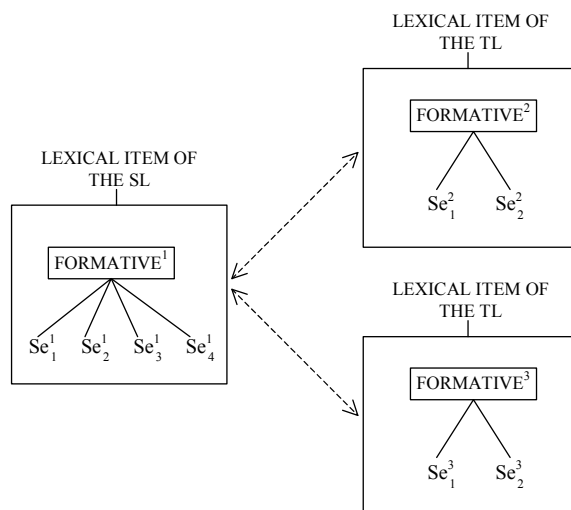 LEXICAL ITEM OF
THE SL
FORMATIVE¹
Se¹₁ Se¹₂ Se¹₃ Se¹₄
LEXICAL ITEM OF
THE TL
FORMATIVE²
Se²₁ Se²₂
LEXICAL ITEM OF
THE TL
FORMATIVE³
Se³₁ Se³₂